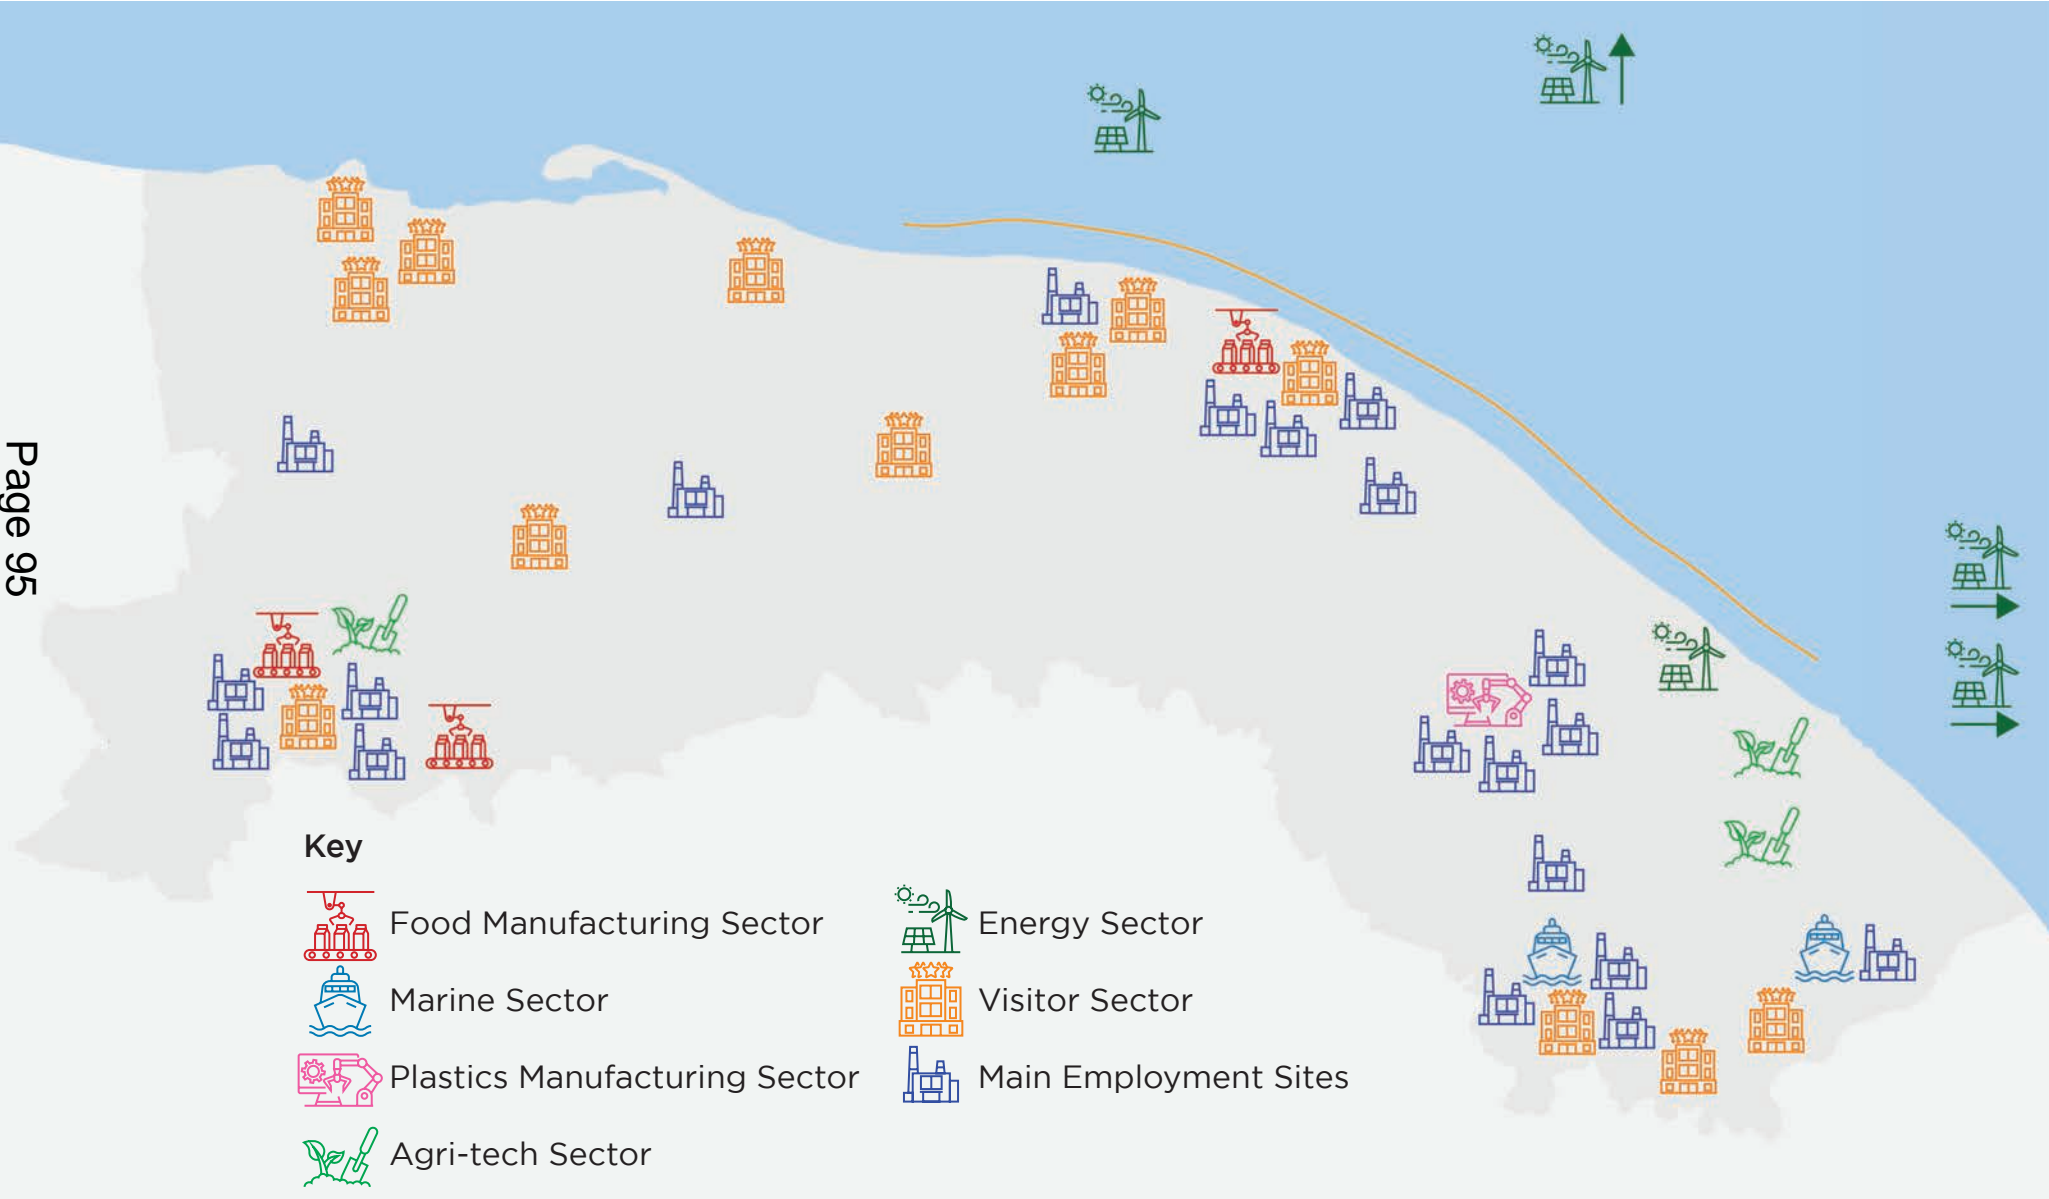 Page 95
Key
Food Manufacturing Sector
Marine Sector
Plastics Manufacturing Sector
Agri-tech Sector
Energy Sector
Visitor Sector
Main Employment Sites